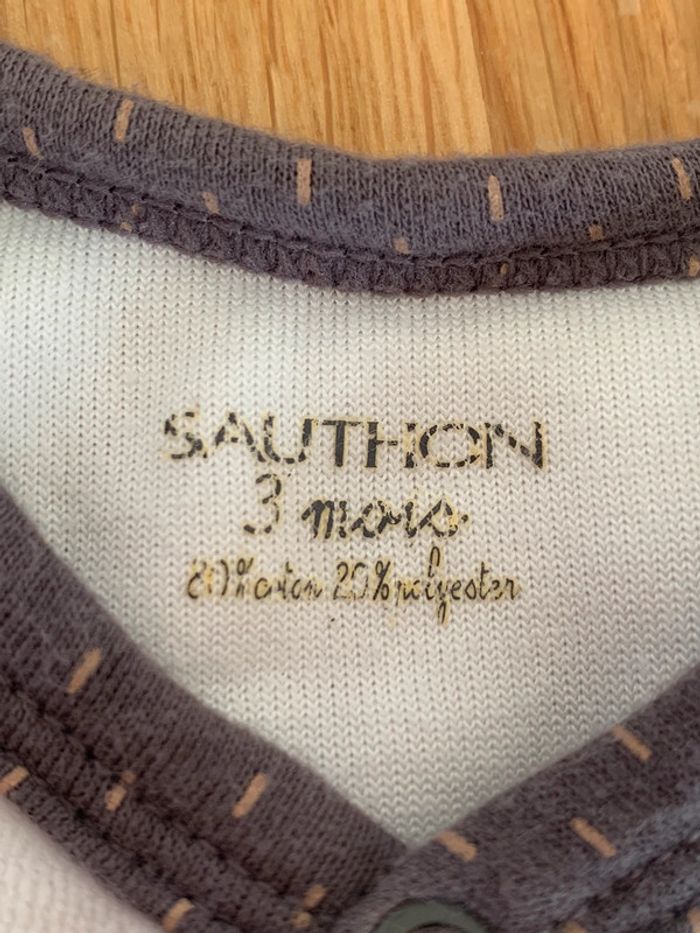 SAUTHON
3 mois
80% coton 20% polyester